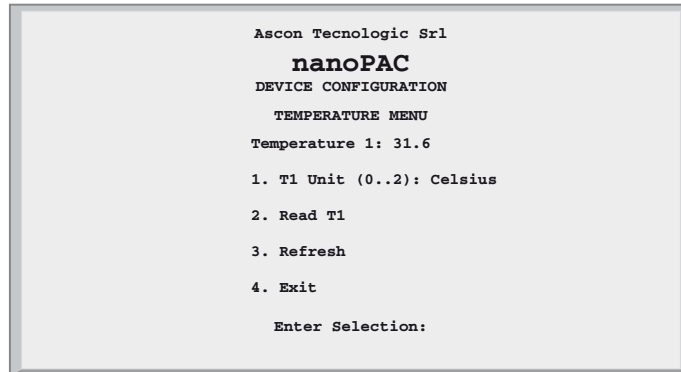 Ascon Tecnologic Srl
nanoPAC
DEVICE CONFIGURATION
TEMPERATURE MENU
Temperature 1: 31.6
1. T1 Unit (0..2): Celsius
2. Read T1
3. Refresh
4. Exit
Enter Selection: